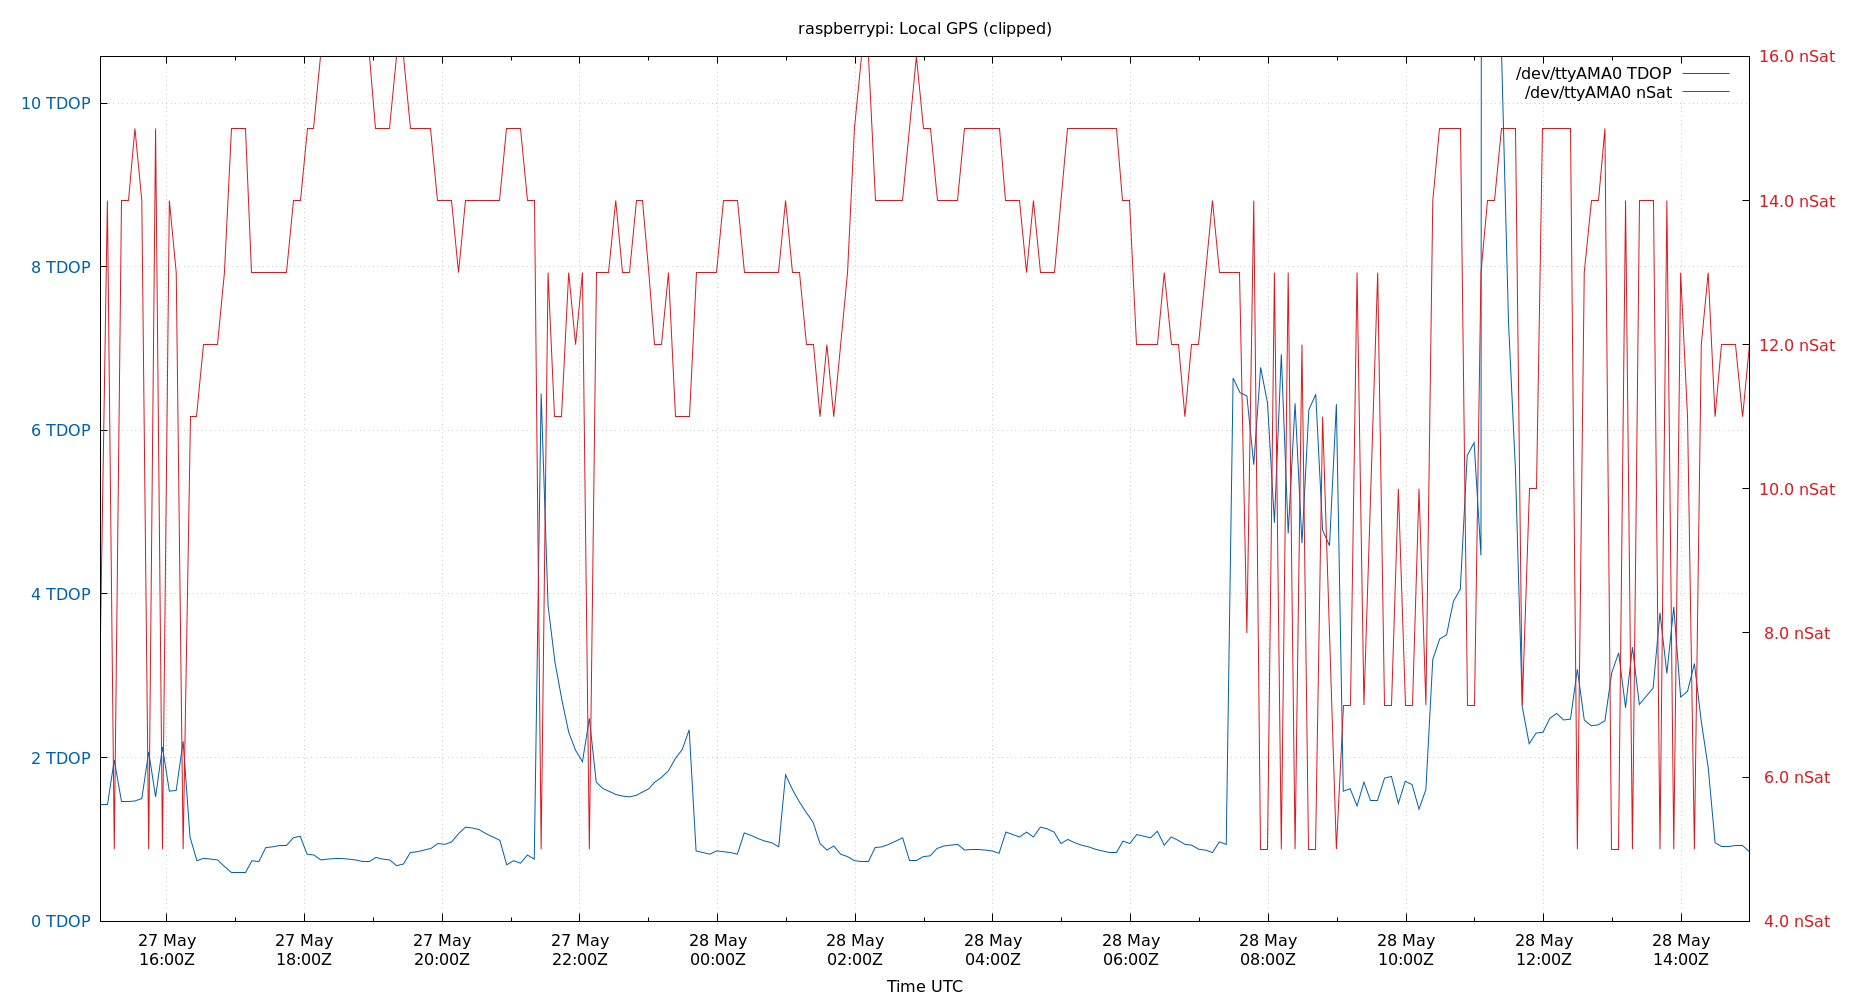 raspberrypi: Local GPS (clipped)
/dev/ttyAMA0 TDOP
/dev/ttyAMA0 nSat
10 TDOP
8 TDOP
6 TDOP
4 TDOP
2 TDOP
0 TDOP
16.0 nSat
14.0 nSat
12.0 nSat
10.0 nSat
8.0 nSat
6.0 nSat
4.0 nSat
27 May
16:00Z
27 May
18:00Z
27 May
20:00Z
27 May
22:00Z
28 May
00:00Z
28 May
02:00Z
28 May
04:00Z
28 May
06:00Z
28 May
08:00Z
28 May
10:00Z
28 May
12:00Z
28 May
14:00Z
Time UTC